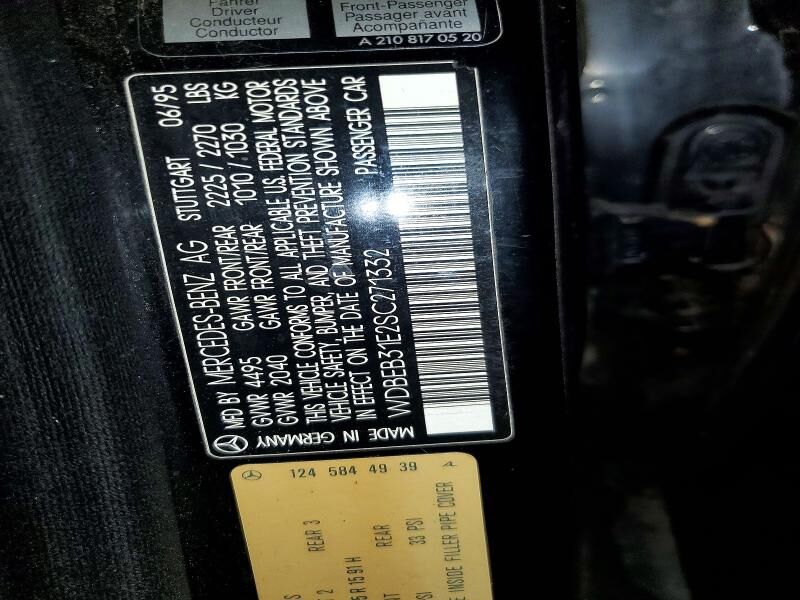 Fahrer
Driver
Conducteur
Conductor
Front-Passenger
Passager avant
Acompañante
A 210 817 05 20
MFD BY MERCEDES-BENZ AG STUTTGART 06/95
GVWR 4495 GAWR FRONT/REAR 2225 / 2270 LBS
GVWR 2040 GAWR FRONT/REAR 1010 / 1030 KG
THIS VEHICLE CONFORMS TO ALL APPLICABLE U.S. FEDERAL MOTOR
VEHICLE SAFETY, BUMPER, AND THEFT PREVENTION STANDARDS
IN EFFECT ON THE DATE OF MANUFACTURE SHOWN ABOVE
WDBEB31E2SC271332 PASSENGER CAR
MADE IN GERMANY
124 584 49 39 A
2 REAR 3
R 15 91 H
REAR
PSI 33 PSI
INSIDE FILLER PIPE COVER